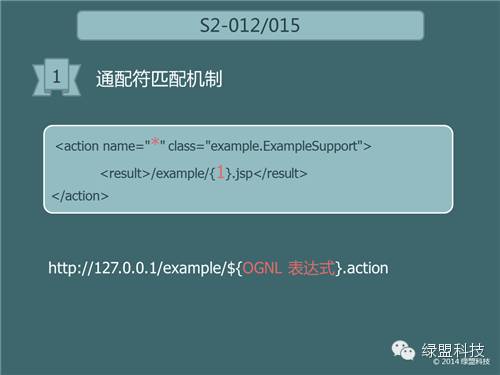 S2-012/015
1
通配符匹配机制
<action name="*" class="example.ExampleSupport">
<result>/example/{1}.jsp</result>
</action>
http://127.0.0.1/example/${OGNL 表达式}.action
绿盟科技
© 2014 绿盟科技